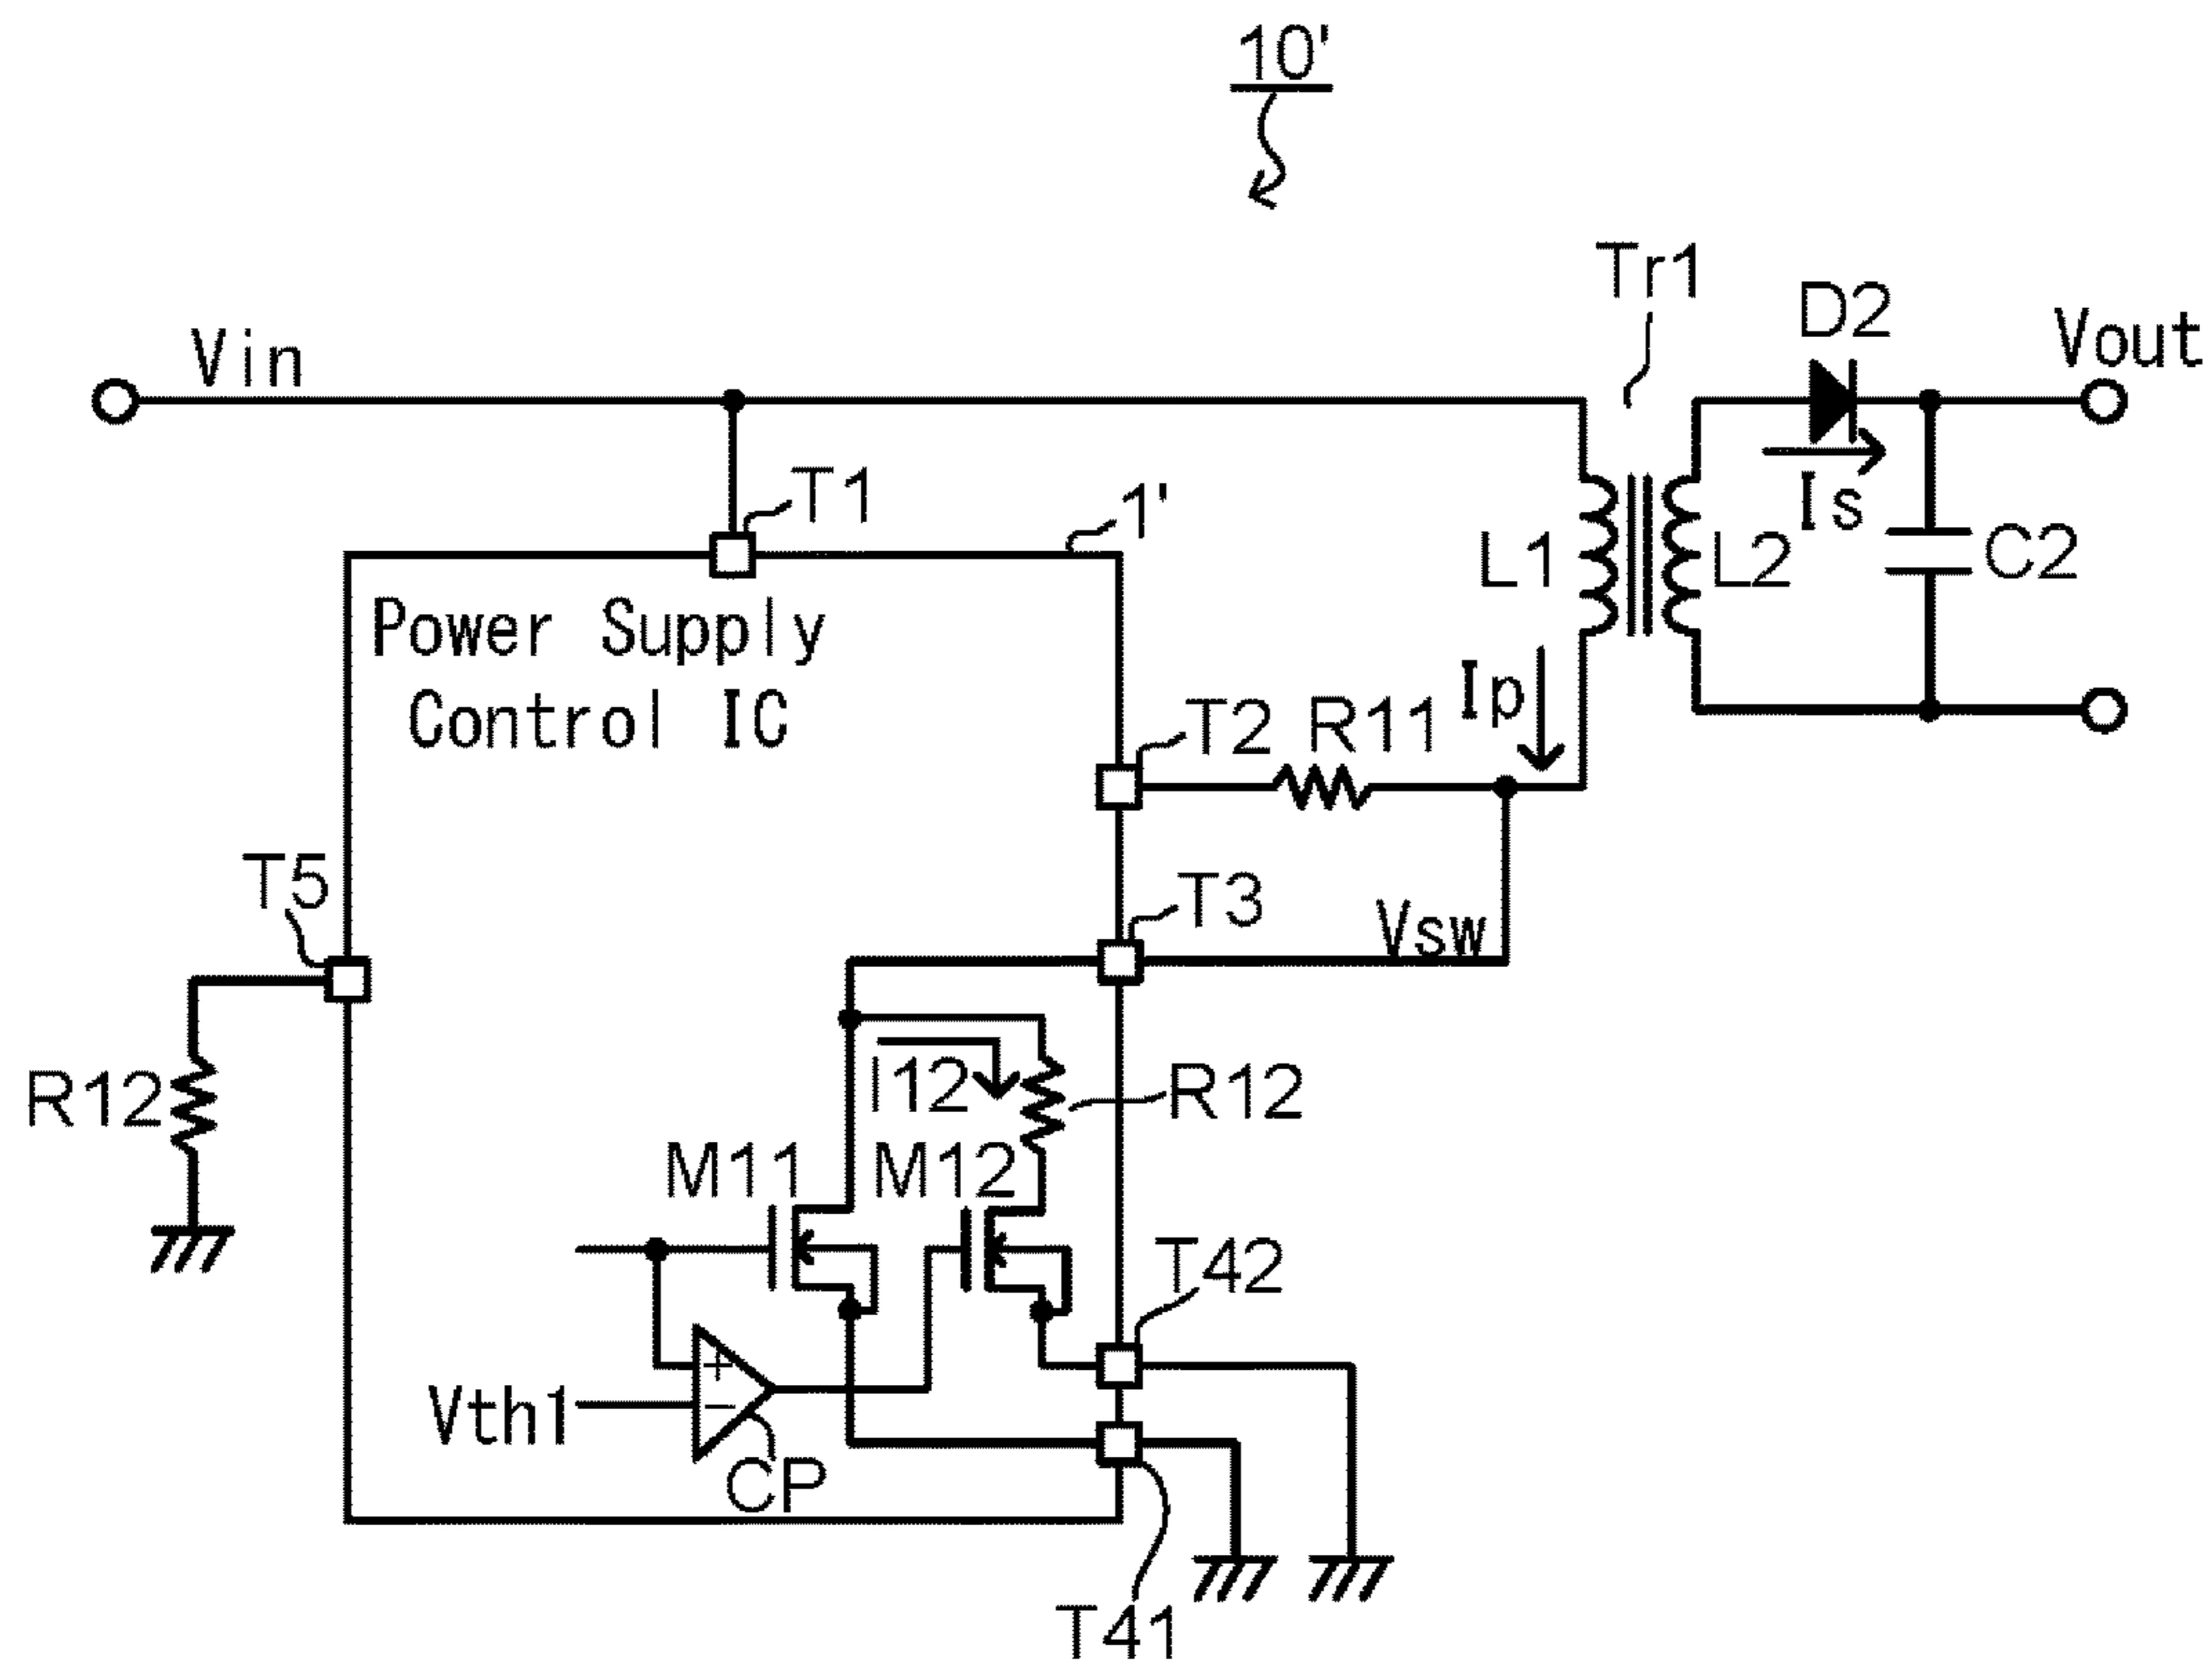 10'
Tr1
D2
Vin
Vout
T1
1'
Is
L1
L2
C2
Power Supply
Control IC
Ip
T2
R11
T5
T3
Vsw
I12
R12
R12
M11
M12
T42
+
Vth1
−
CP
T41